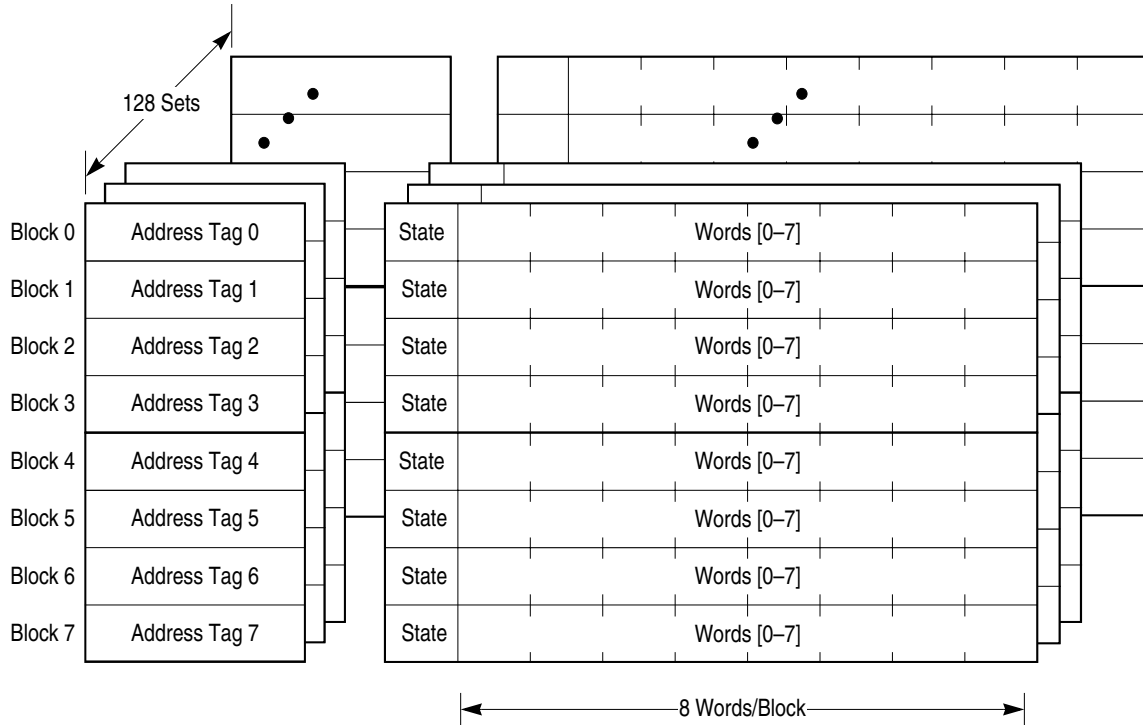 128 Sets
Block 0 Address Tag 0 State Words [0–7]
Block 1 Address Tag 1 State Words [0–7]
Block 2 Address Tag 2 State Words [0–7]
Block 3 Address Tag 3 State Words [0–7]
Block 4 Address Tag 4 State Words [0–7]
Block 5 Address Tag 5 State Words [0–7]
Block 6 Address Tag 6 State Words [0–7]
Block 7 Address Tag 7 State Words [0–7]
8 Words/Block